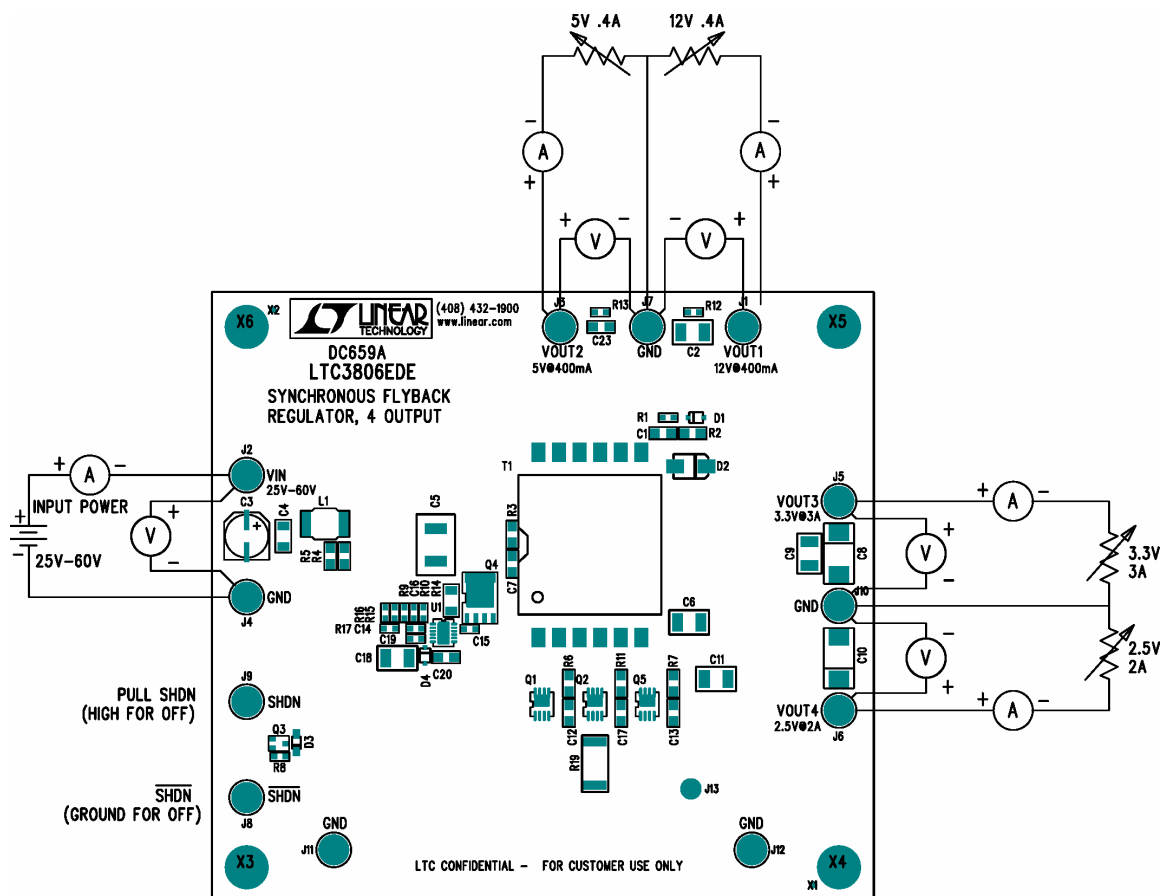 5V .4A
12V .4A
-
-
A
A
+
+
+
-
-
+
V
V
X6
X12
LINEAR
TECHNOLOGY
(408) 432-1900
www.linear.com
R13
J7
R12
J1
X5
VOUT2
5V@400mA
C23
GND
C2
VOUT1
12V@400mA
DC659A
LTC3806EDE
SYNCHRONOUS FLYBACK
REGULATOR, 4 OUTPUT
R1
D1
C1
R2
D2
T1
J2
VIN
25V-60V
+
A
-
INPUT POWER
+
V
-
+
-
25V-60V
C3
+
C4
L1
R5
R4
C5
R3
C7
GND
J4
R9
C16
R10
R14
Q4
U1
R16
R15
R17
C14
C19
C15
C18
D4
C20
C6
J5
VOUT3
3.3V@3A
A
-
+
V
-
3.3V
3A
C9
C8
J10
GND
C10
-
V
+
2.5V
2A
VOUT4
2.5V@2A
J6
+
A
-
R6
R11
R7
C11
Q1
Q2
Q5
C12
C17
C13
R19
J13
PULL SHDN
(HIGH FOR OFF)
J9
SHDN
Q3
D3
R8
SHDN
(GROUND FOR OFF)
SHDN
J8
GND
J11
GND
J12
X3
LTC CONFIDENTIAL - FOR CUSTOMER USE ONLY
X4
X11